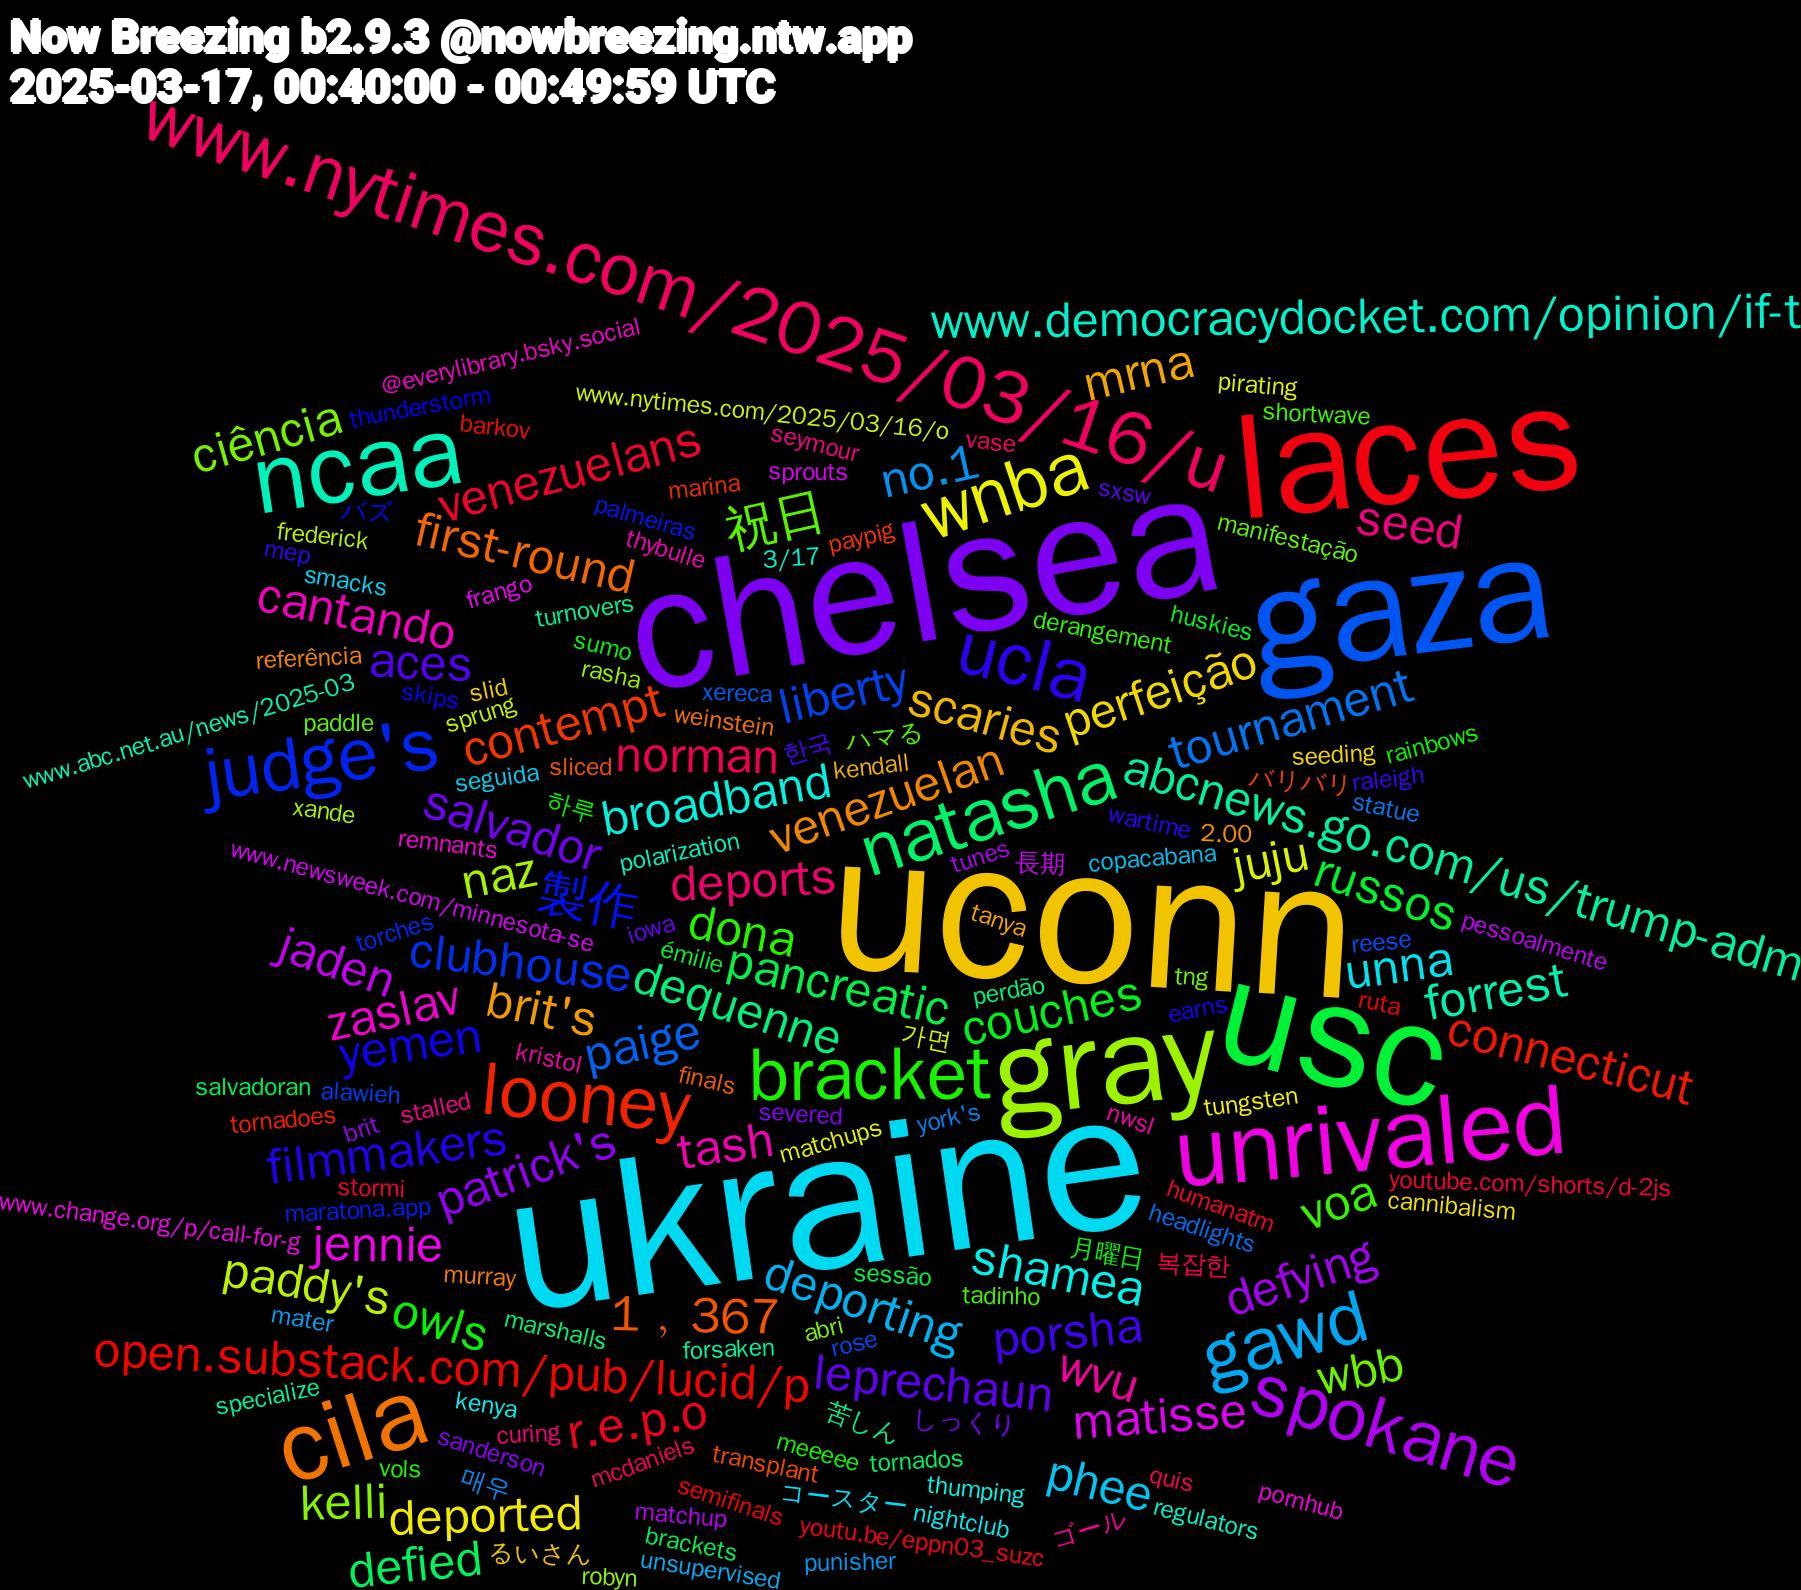 Now Breezing b2.9.3 @nowbreezing.ntw.app
2025-03-17, 00:40:00 - 00:49:59 UTC
www.nytimes.com/2025/03/16/u
@everylibrary.bsky.social
www.democracydocket.com/opinion/if-t
mrna
pirating
www.nytimes.com/2025/03/16/o
thunderstorm
shortwave
barkov
ciência
ncaa
venezuelans
seymour
vase
laces
no.1
wnba
seed
sprouts
marina
バズ
palmeiras
祝日
manifestação
sxsw
mep
frederick
first-round
paypig
thybulle
3/17
smacks
frango
chelsea
gaza
cantando
turnovers
derangement
huskies
sumo
aces
ucla
perfeição
referência
rasha
liberty
skips
slid
scaries
tournament
www.abc.net.au/news/2025-03
xereca
sprung
contempt
weinstein
ハマる
rainbows
judge's
paddle
norman
seeding
kendall
sliced
한국
バリバリ
raleigh
seguida
venezuelan
abcnews.go.com/us/trump-adm
xande
하루
broadband
natasha
statue
juju
wartime
2.00
salvador
remnants
polarization
copacabana
naz
deports
製作
www.newsweek.com/minnesota-se
tunes
長期
russos
tanya
dona
uconn
iowa
torches
pessoalmente
jaden
clubhouse
reese
émilie
pancreatic
unna
usc
brit's
dequenne
perdão
tng
forrest
ruta
couches
gray
bracket
earns
tungsten
zaslav
yemen
paige
가면
connecticut
looney
kristol
salvadoran
alawieh
finals
voa
stalled
nwsl
york's
severed
tornadoes
brit
tash
unrivaled
matchups
cannibalism
filmmakers
patrick's
stormi
ukraine
youtube.com/shorts/d-2js
www.change.org/p/call-for-g
maratona.app
jennie
humanatm
headlights
shamea
defying
paddy's
deporting
月曜日
복잡한
sessão
owls
1，367
porsha
gawd
tadinho
mater
murray
marshalls
abri
wbb
open.substack.com/pub/lucid/p
leprechaun
wvu
forsaken
specialize
kenya
苦しん
しっくり
matisse
spokane
cila
r.e.p.o
curing
sanderson
meeeee
tornados
mcdaniels
quis
vols
매우
transplant
コースター
thumping
phee
kelli
semifinals
pornhub
deported
matchup
nightclub
regulators
ゴール
るいさん
brackets
youtu.be/eppn03_suzc
defied
robyn
unsupervised
punisher
rose